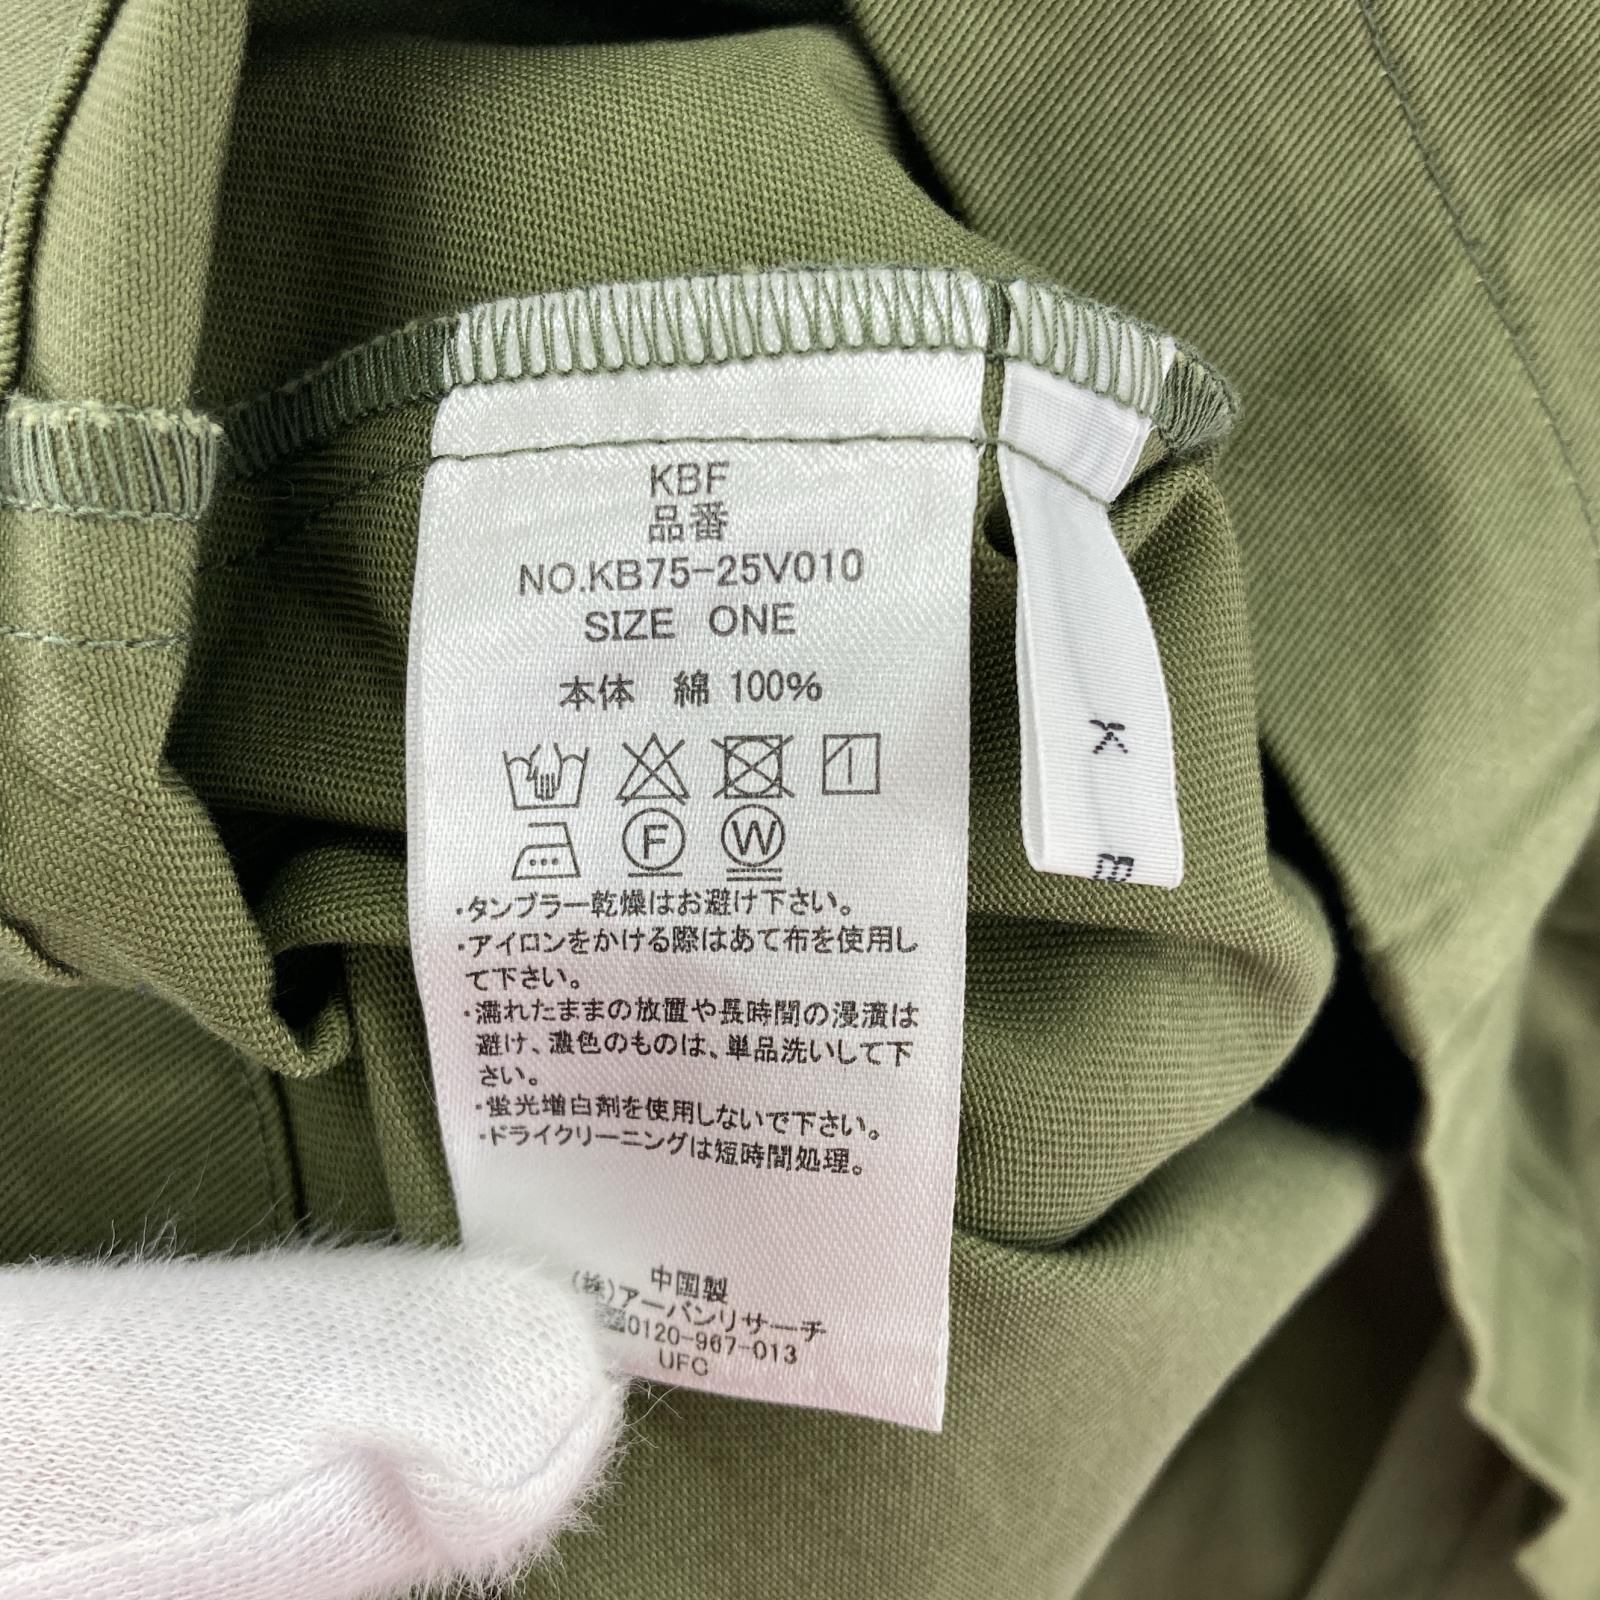 KBF
品番
NO.KB75-25V010
SIZE ONE
本体 綿 100%
F
W
・タンブラー乾燥はお避け下さい。
・アイロンをかける際はあて布を使用し
て下さい。
・濡れたままの放置や長時間の浸漬は
避け、濃色のものは、単品洗いして下
さい。
・蛍光増白剤を使用しないで下さい。
・ドライクリーニングは短時間処理。
中国製
(株)アーバンリサーチ
0120-967-013
UFC
K
B